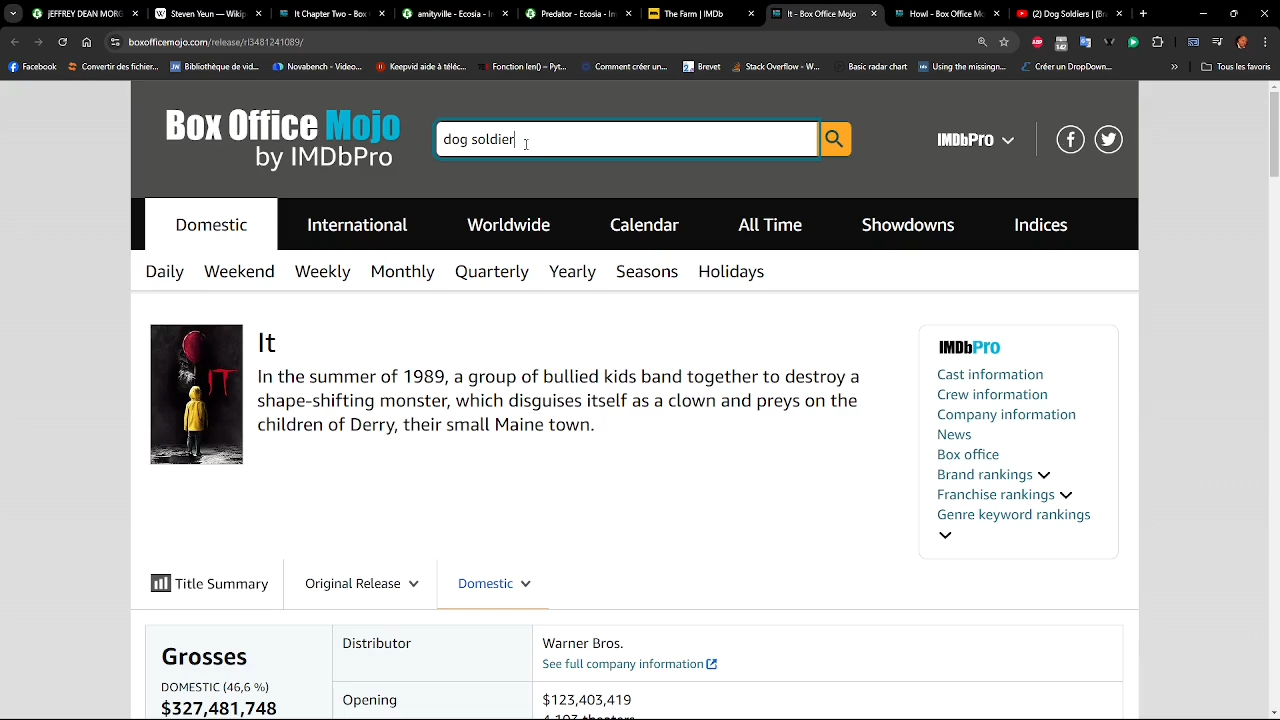 jEFFREY DEAN MORG
Steven Yeun — Wikip
It Chapter Two - Box
amityville - Ecosia - I
Predator - Ecosia - Im
The Farm | IMDb
It - Box Office Mojo
Howl - Box Office Mo
(2) Dog Soldiers | (Br
boxofficemojo.com/release/rl3481241089/
Facebook
Convertir des fichier...
Bibliothèque de vid...
Novabench - Video...
Keepvid aide à téléc...
Fonction len() – Pyt...
Comment créer un...
Brevet
Stack Overflow - W...
Basic radar chart
Using the missingn...
Créer un DropDown...
»
Tous les favoris
Box Office Mojo
by IMDbPro
dog soldier
IMDbPro
Domestic
International
Worldwide
Calendar
All Time
Showdowns
Indices
Daily
Weekend
Weekly
Monthly
Quarterly
Yearly
Seasons
Holidays
IT
It
In the summer of 1989, a group of bullied kids band together to destroy a
shape-shifting monster, which disguises itself as a clown and preys on the
children of Derry, their small Maine town.
IMDbPro
Cast information
Crew information
Company information
News
Box office
Brand rankings
Franchise rankings
Genre keyword rankings
Title Summary
Original Release
Domestic
Grosses
DOMESTIC (46,6 %)
$327,481,748
Distributor
Warner Bros.
See full company information
Opening
$123,403,419
4,103 theaters